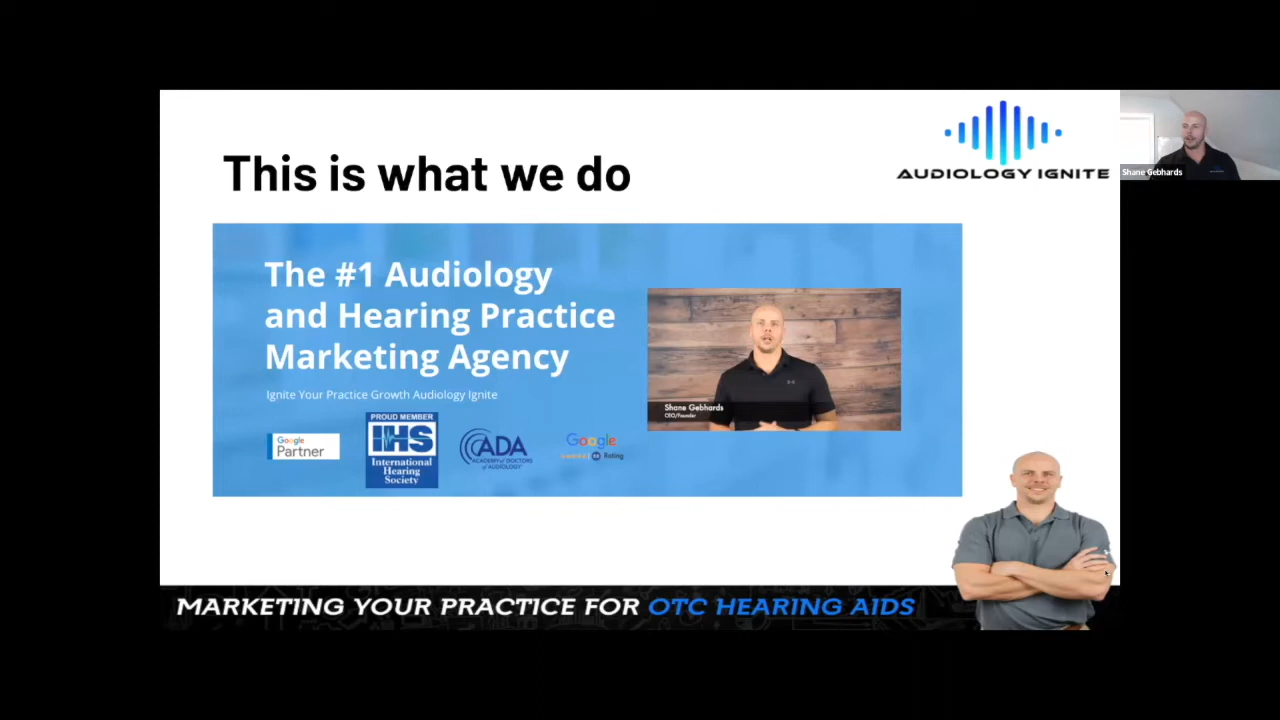 This is what we do
AUDIOLOGY IGNITE
Shane Gebhards
The #1 Audiology
and Hearing Practice
Marketing Agency
Ignite Your Practice Growth Audiology Ignite
Google
Partner
PROUD MEMBER
IHS
International
Hearing
Society
ADA
ACADEMY OF DOCTORS
of AUDIOLOGY
Google
Rating
Shane Gebhards
CEO/Founder
MARKETING YOUR PRACTICE FOR OTC HEARING AIDS